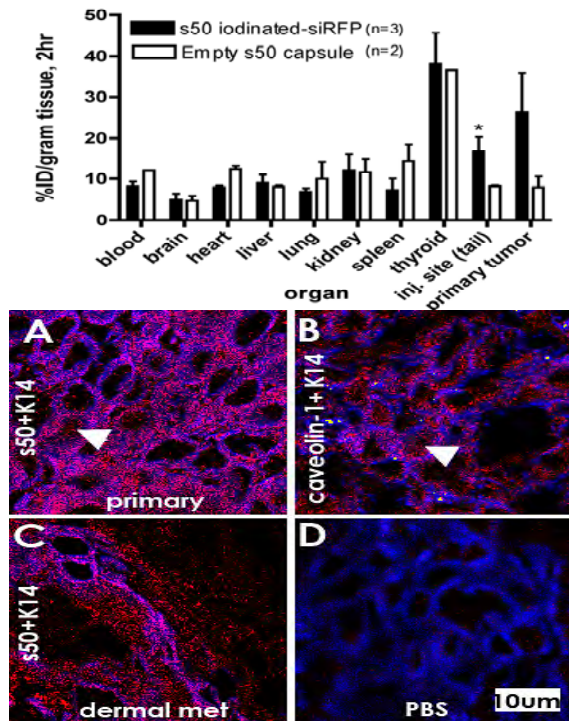 s50 iodinated-siRFP (n=3)
Empty s50 capsule (n=2)
%ID/gram tissue, 2hr
50
40
30
20
10
0
*
blood
brain
heart
liver
lung
kidney
spleen
thyroid
inj. site (tail)
primary tumor
organ
A
s50+K14
primary
B
caveolin-1+K14
C
s50+K14
dermal met
D
PBS
10um